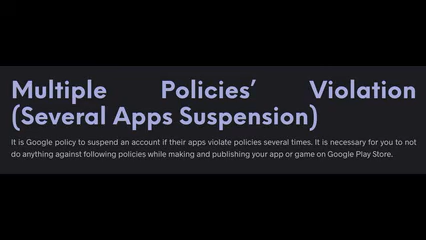 Multiple Policies’ Violation
(Several Apps Suspension)
It is Google policy to suspend an account if their apps violate policies several times. It is necessary for you to not
do anything against following policies while making and publishing your app or game on Google Play Store.